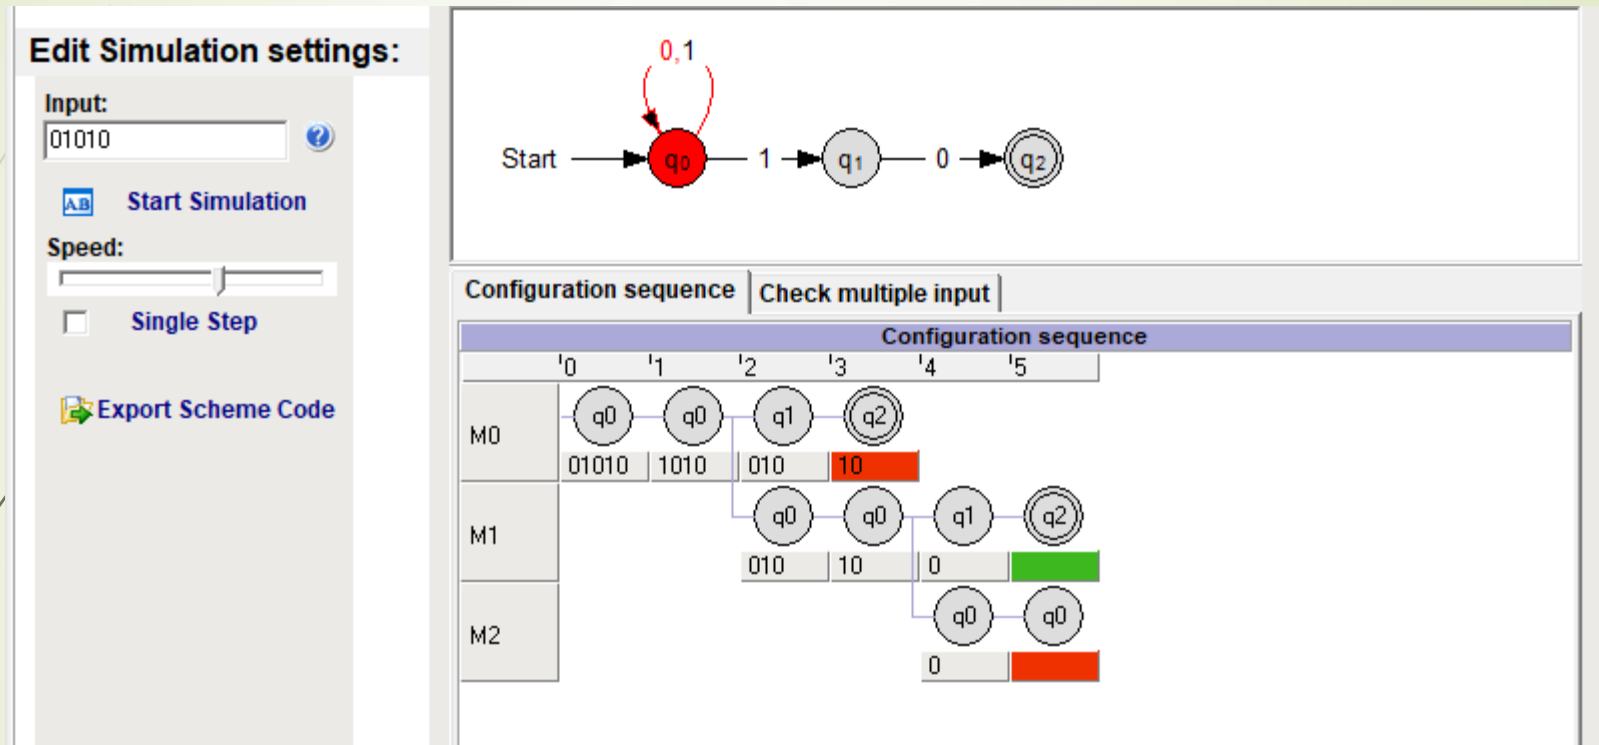 Edit Simulation settings:
Input:
01010
AB Start Simulation
Speed:
Single Step
Export Scheme Code
0,1
Start q0 1 q1 0 q2
Configuration sequence Check multiple input
Configuration sequence
'0 '1 '2 '3 '4 '5
M0 q0 q0 q1 q2
01010 1010 010 10
M1 q0 q0 q1 q2
010 10 0
M2 q0 q0
0